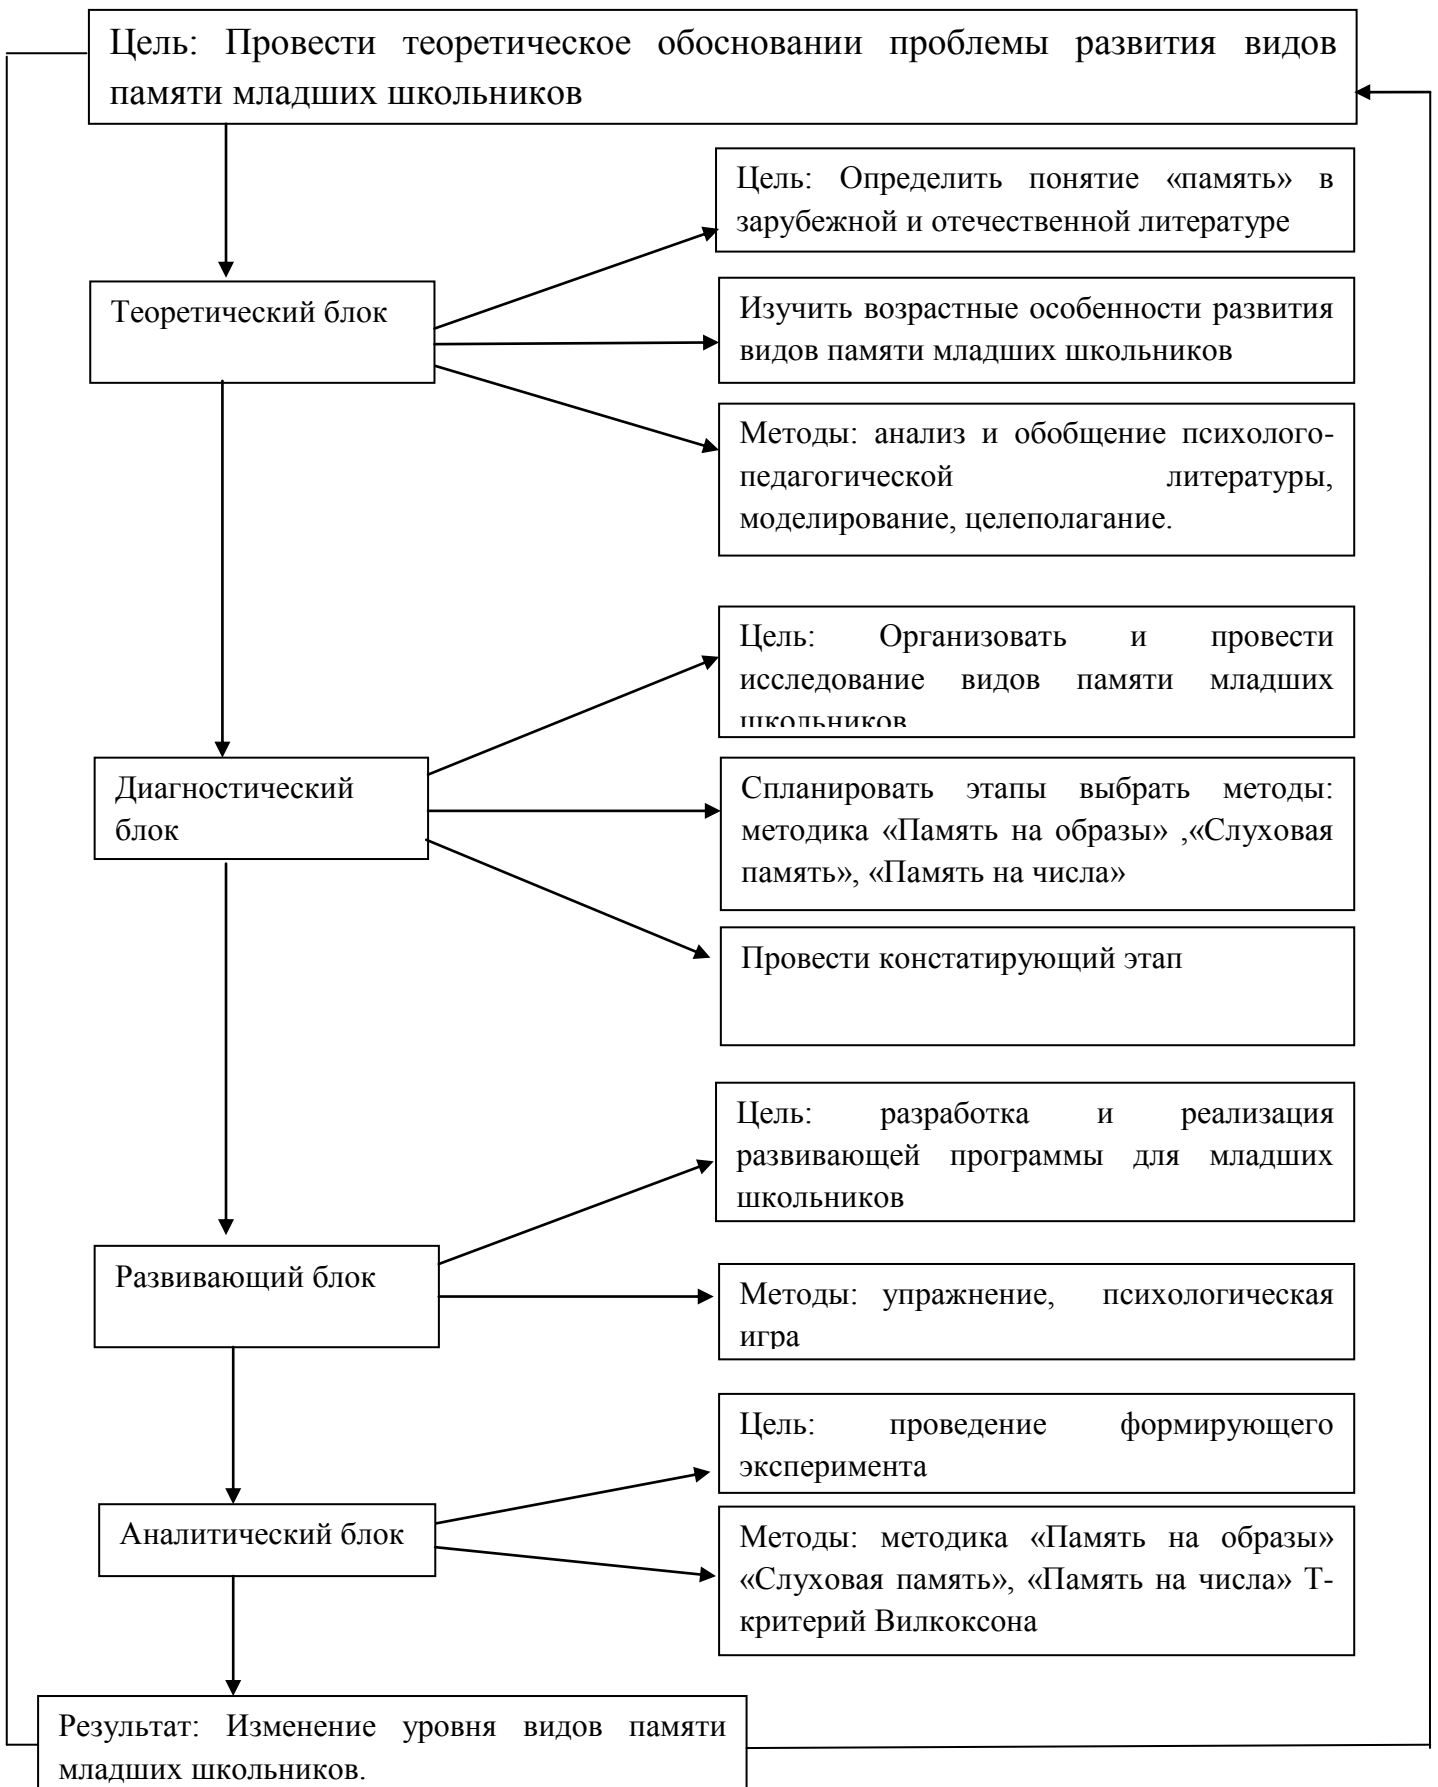 Цель: Провести теоретическое обосновании проблемы развития видов
памяти младших школьников
Цель: Определить понятие «память» в
зарубежной и отечественной литературе
Теоретический блок
Изучить возрастные особенности развития
видов памяти младших школьников
Методы: анализ и обобщение психолого-
педагогической литературы,
моделирование, целеполагание.
Цель: Организовать и провести
исследование видов памяти младших
школьников
Диагностический
блок
Спланировать этапы выбрать методы:
методика «Память на образы» ,«Слуховая
память», «Память на числа»
Провести констатирующий этап
Цель: разработка и реализация
развивающей программы для младших
школьников
Развивающий блок
Методы: упражнение, психологическая
игра
Цель: проведение формирующего
эксперимента
Аналитический блок
Методы: методика «Память на образы»
«Слуховая память», «Память на числа» Т-
критерий Вилкоксона
Результат: Изменение уровня видов памяти
младших школьников.